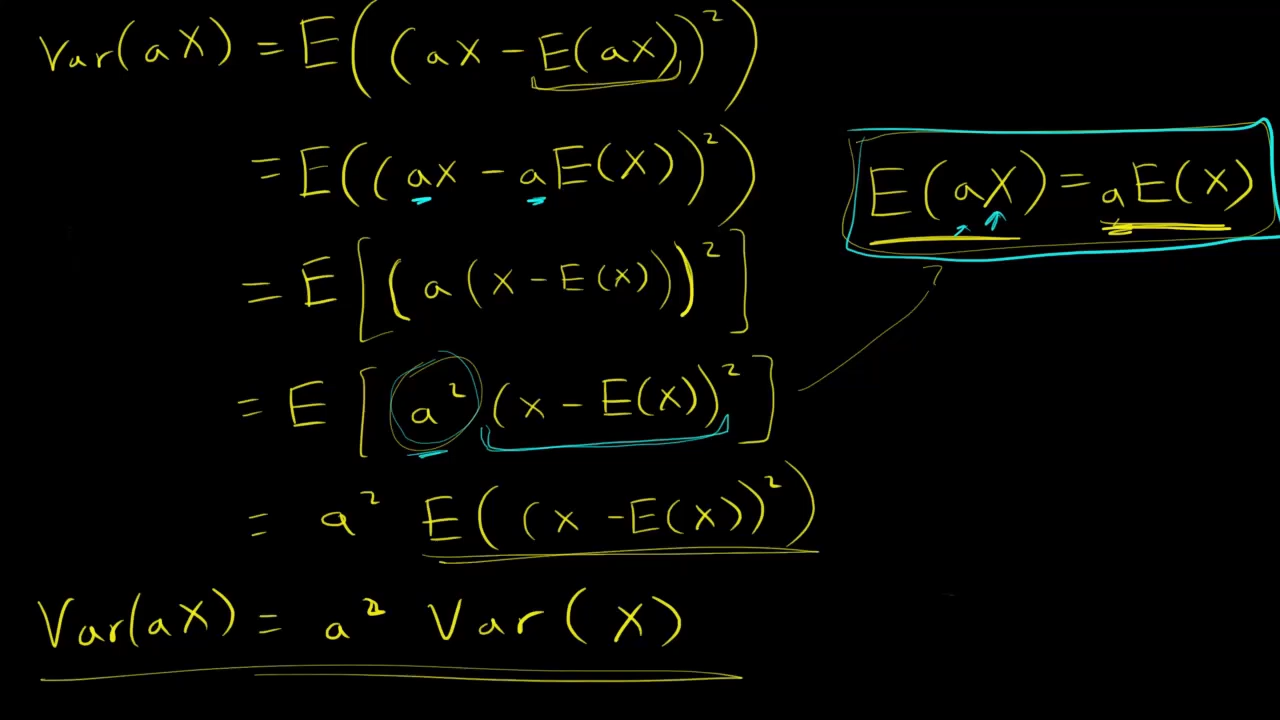 Var(aX) = E((aX - E(aX))²)
= E((aX - aE(X))²)
E(aX) = aE(X)
= E[(a(X - E(X)))²]
= E[a²(X - E(X))²]
= a² E((X - E(X))²)
Var(aX) = a² Var(X)